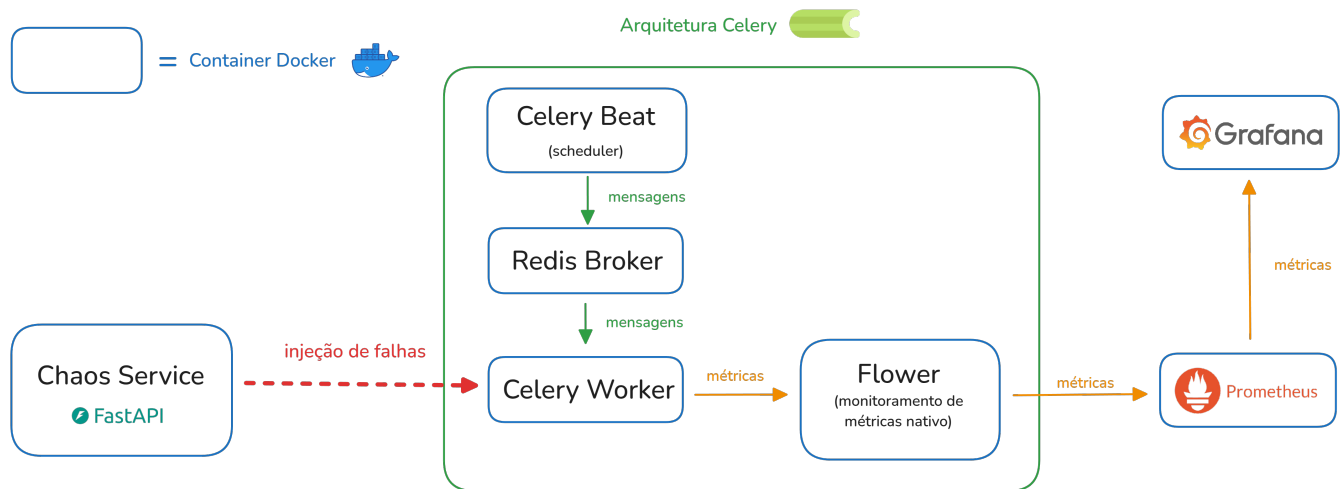 Arquitetura Celery
= Container Docker
Celery Beat
(scheduler)
mensagens
Redis Broker
mensagens
Celery Worker
injeção de falhas
Chaos Service
FastAPI
métricas
Flower
(monitoramento de
métricas nativo)
métricas
Prometheus
métricas
Grafana